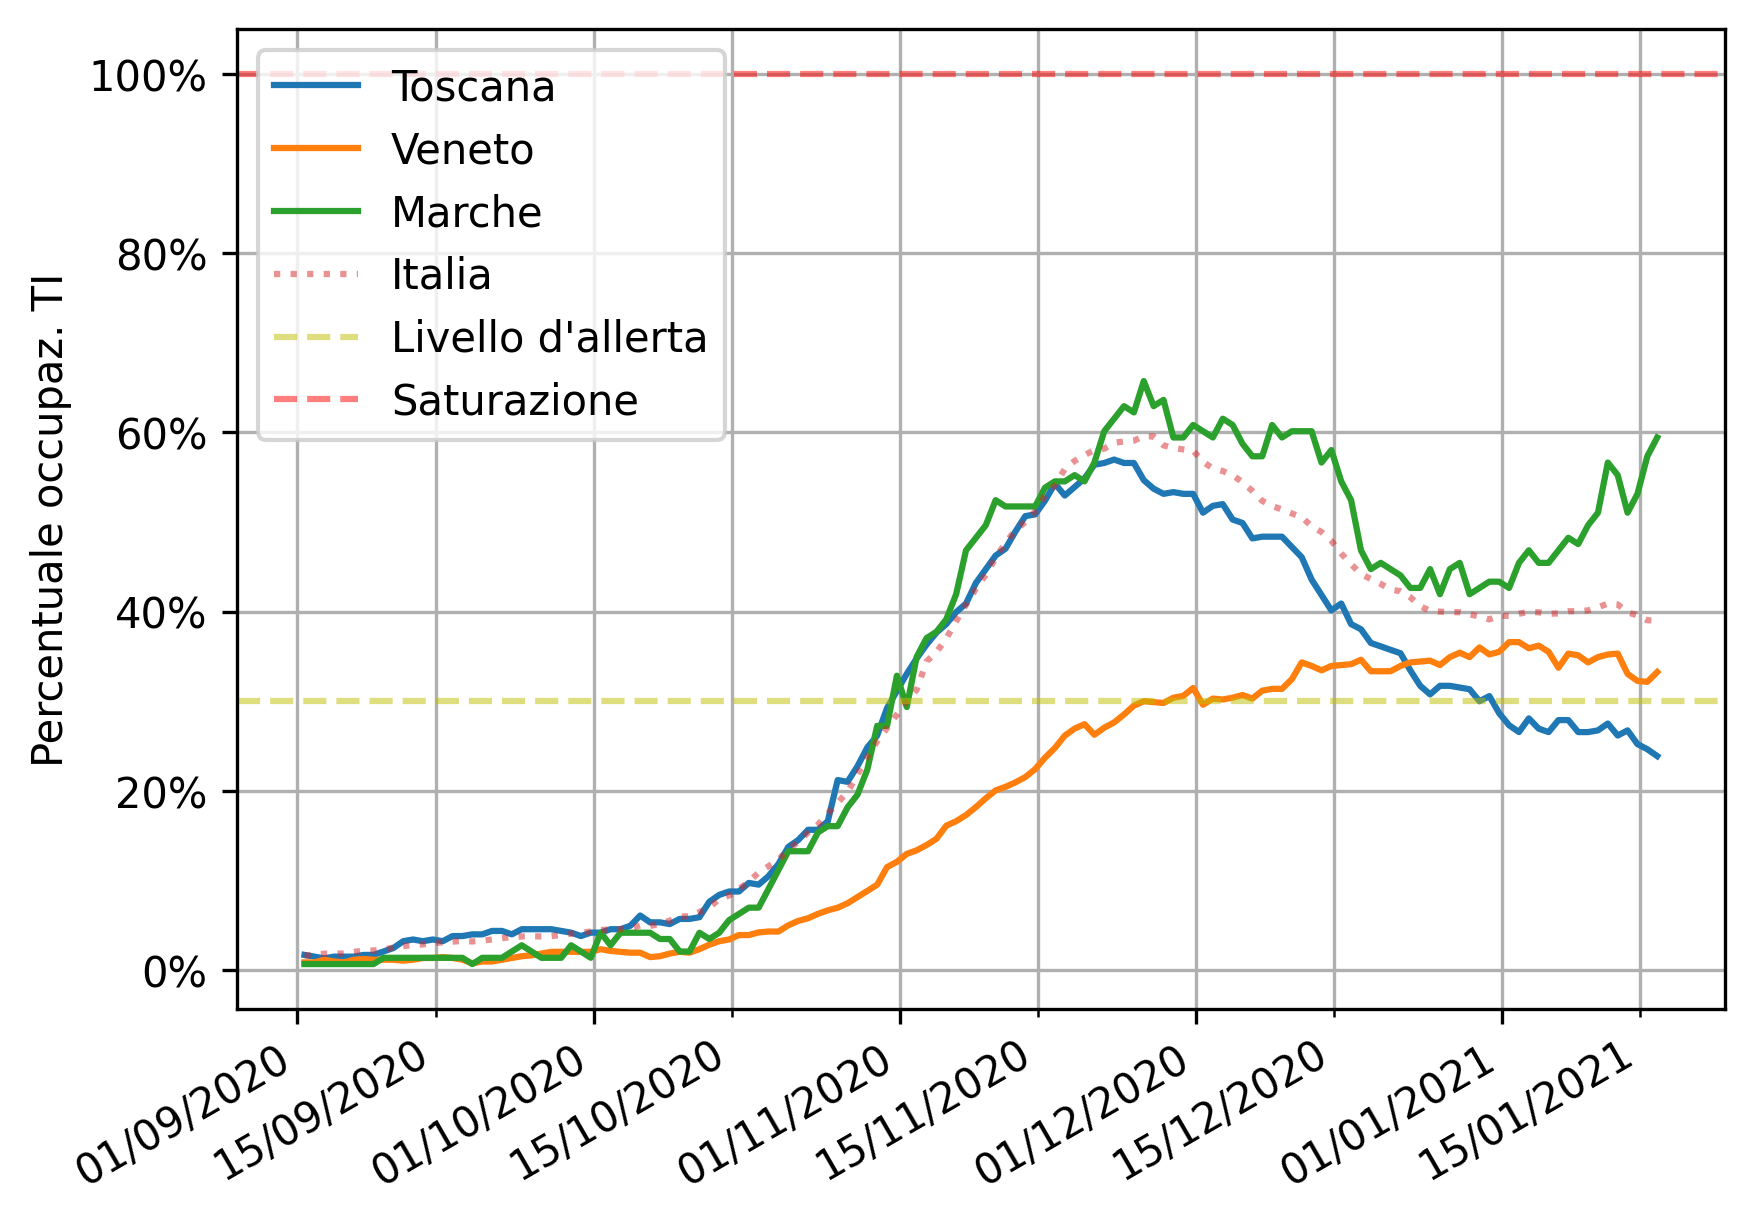 100%
80%
60%
40%
20%
0%
Percentuale occupaz. TI
Toscana
Veneto
Marche
Italia
Livello d'allerta
Saturazione
01/09/2020
15/09/2020
01/10/2020
15/10/2020
01/11/2020
15/11/2020
01/12/2020
15/12/2020
01/01/2021
15/01/2021